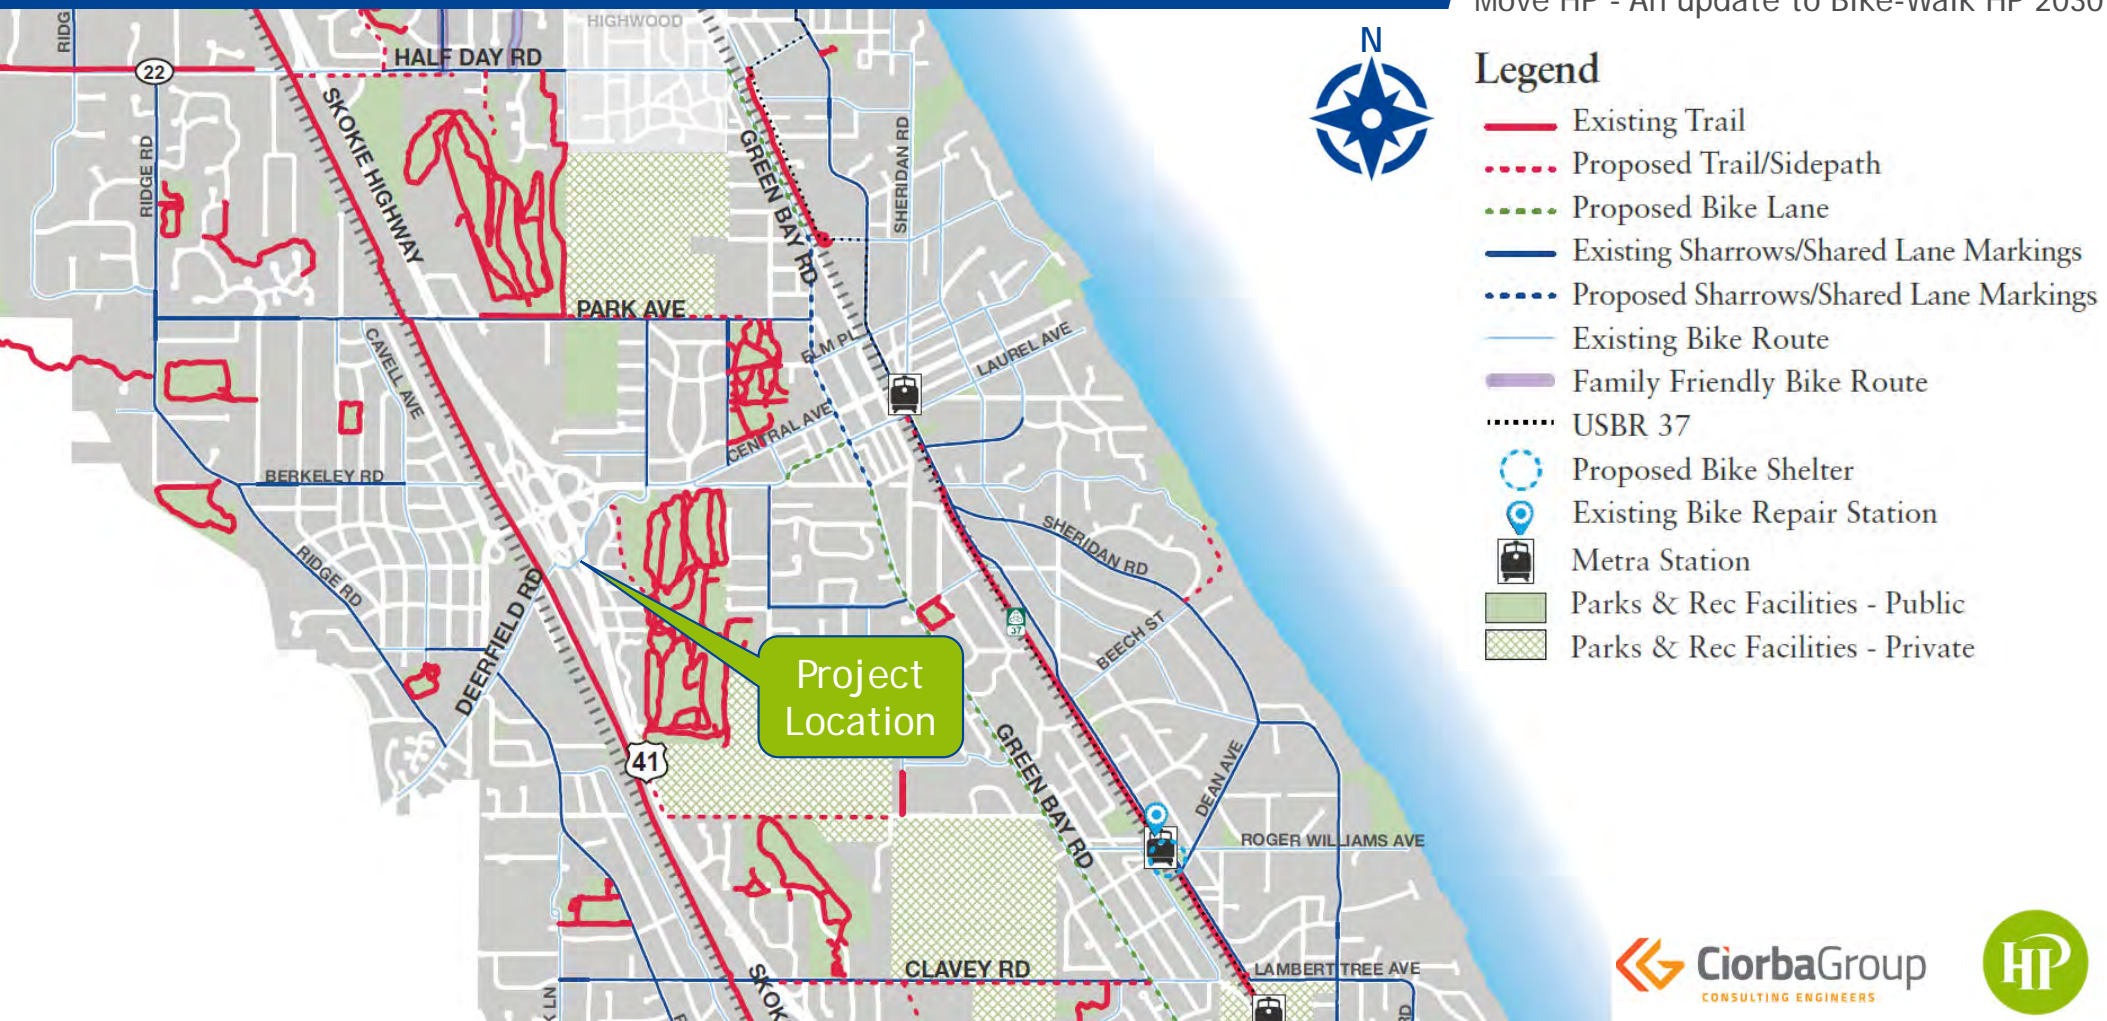 Move HP - An update to Bike-Walk HP 2030
HIGHWOOD
RIDG
HALF DAY RD
22
N
Legend
Existing Trail
Proposed Trail/Sidepath
Proposed Bike Lane
Existing Sharrows/Shared Lane Markings
Proposed Sharrows/Shared Lane Markings
Existing Bike Route
Family Friendly Bike Route
USBR 37
Proposed Bike Shelter
Existing Bike Repair Station
Metra Station
Parks & Rec Facilities - Public
Parks & Rec Facilities - Private
SKOKIE HIGHWAY
RIDGE RD
GREEN BAY RD
SHERIDAN RD
PARK AVE
CAVELL AVE
ELM PL
LAUREL AVE
CENTRAL AVE
BERKELEY RD
RIDGE RD
DEERFIELD RD
SHERIDAN RD
37
BEECH ST
Project
Location
41
GREEN BAY RD
DEAN AVE
ROGER WILLIAMS AVE
CLAVEY RD
LAMBERT TREE AVE
SKOK
K LN
RD
CiorbaGroup
CONSULTING ENGINEERS
HP